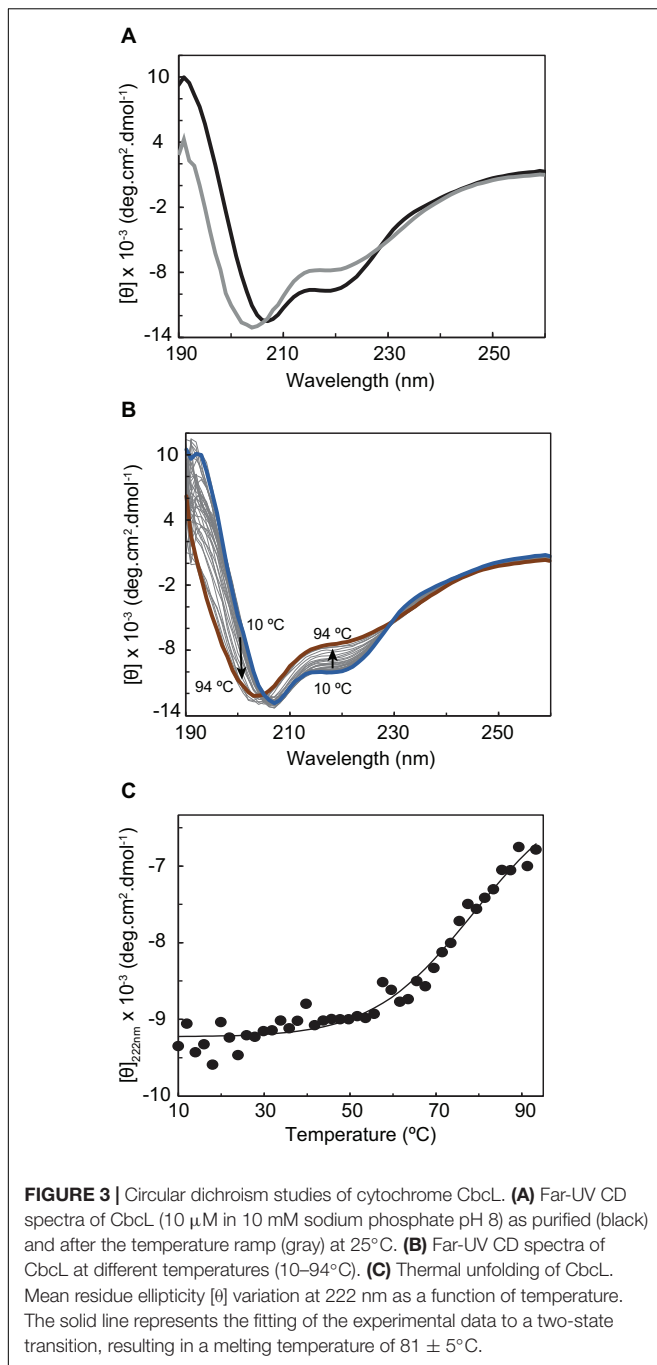 A
10
4
-2
-8
-14
[θ] x 10⁻³ (deg.cm².dmol⁻¹)
190 210 230 250
Wavelength (nm)
B
10
4
-2
-8
-14
[θ] x 10⁻³ (deg.cm².dmol⁻¹)
10 ºC
94 ºC
94 ºC
10 ºC
190 210 230 250
Wavelength (nm)
C
-7
-8
-9
-10
[θ]222nm x 10⁻³ (deg.cm².dmol⁻¹)
10 30 50 70 90
Temperature (ºC)
FIGURE 3 | Circular dichroism studies of cytochrome CbcL. (A) Far-UV CD
spectra of CbcL (10 μM in 10 mM sodium phosphate pH 8) as purified (black)
and after the temperature ramp (gray) at 25°C. (B) Far-UV CD spectra of
CbcL at different temperatures (10–94°C). (C) Thermal unfolding of CbcL.
Mean residue ellipticity [θ] variation at 222 nm as a function of temperature.
The solid line represents the fitting of the experimental data to a two-state
transition, resulting in a melting temperature of 81 ± 5°C.